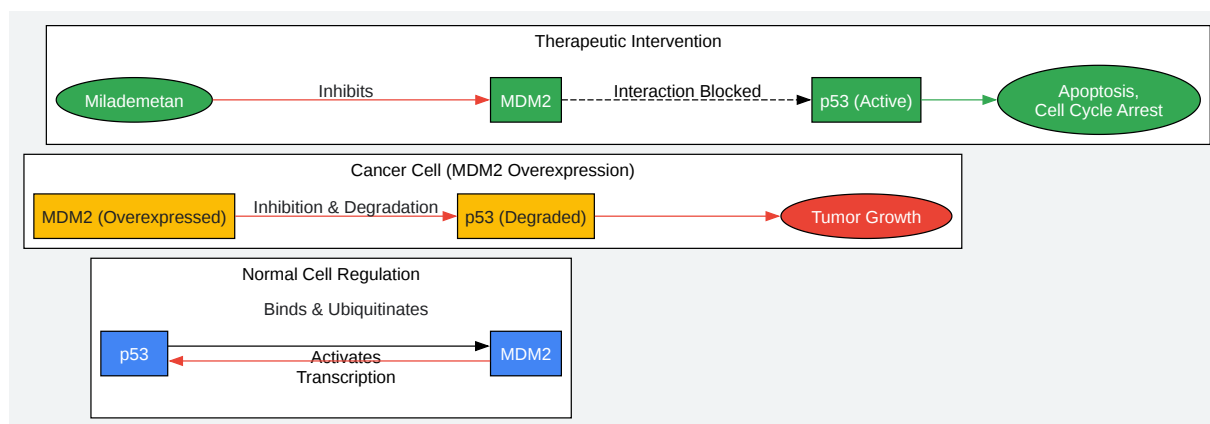 Therapeutic Intervention
Milademetan
Inhibits
MDM2
Interaction Blocked
p53 (Active)
Apoptosis,
Cell Cycle Arrest
Cancer Cell (MDM2 Overexpression)
MDM2 (Overexpressed)
Inhibition & Degradation
p53 (Degraded)
Tumor Growth
Normal Cell Regulation
Binds & Ubiquitinates
p53
MDM2
Activates
Transcription